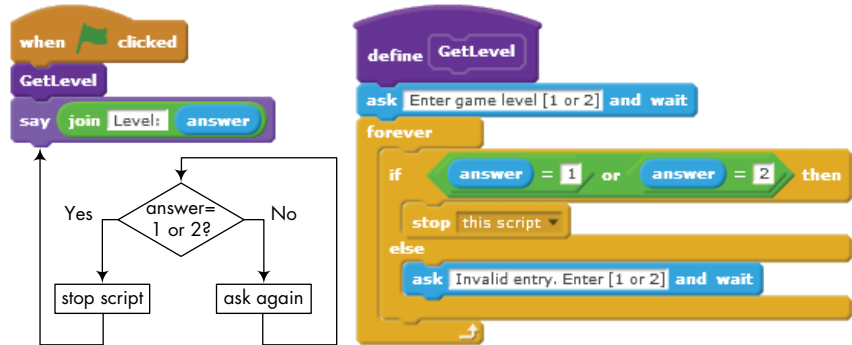 when clicked
GetLevel
say join Level: answer
Yes
answer=
1 or 2?
No
stop script
ask again
define GetLevel
ask Enter game level [1 or 2] and wait
forever
if answer = 1 or answer = 2 then
stop this script
else
ask Invalid entry. Enter [1 or 2] and wait